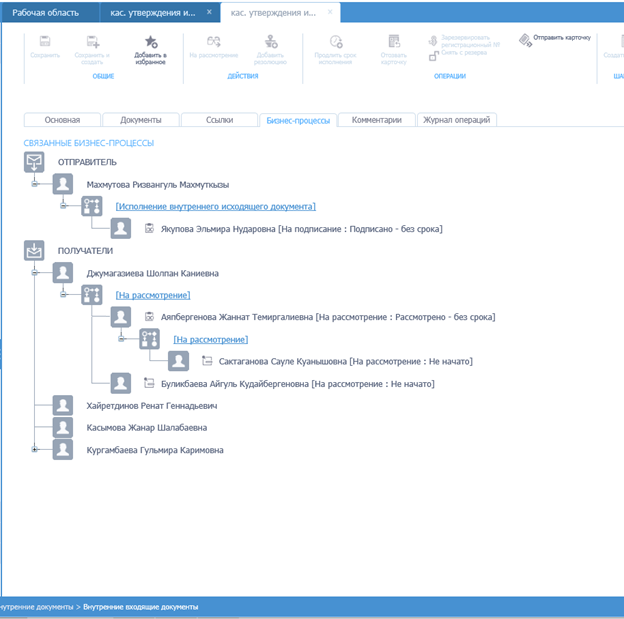 Рабочая область
кас. утверждения и...
кас. утверждения и...
Сохранить
Сохранить и создать
Добавить в избранное
ОБЩИЕ
На рассмотрение
Добавить резолюцию
ДЕЙСТВИЯ
Продлить срок исполнения
Отозвать карточку
Зарезервировать регистрационный №
Снять с резерва
Отправить карточку
ОПЕРАЦИИ
Основная
Документы
Ссылки
Бизнес-процессы
Комментарии
Журнал операций
СВЯЗАННЫЕ БИЗНЕС-ПРОЦЕССЫ
ОТПРАВИТЕЛЬ
Махмутова Ризвангуль Махмуткызы
[Исполнение внутреннего исходящего документа]
Якупова Эльмира Нударовна [На подписание : Подписано - без срока]
ПОЛУЧАТЕЛИ
Джумагазиева Шолпан Каниевна
[На рассмотрение]
Аяпбергенова Жаннат Темиргалиевна [На рассмотрение : Рассмотрено - без срока]
[На рассмотрение]
Сактаганова Сауле Куанышовна [На рассмотрение : Не начато]
Буликбаева Айгуль Кудайбергеновна [На рассмотрение : Не начато]
Хайретдинов Ренат Геннадьевич
Касымова Жанар Шалабаевна
Кургамбаева Гульмира Каримовна
нутренние документы > Внутренние входящие документы